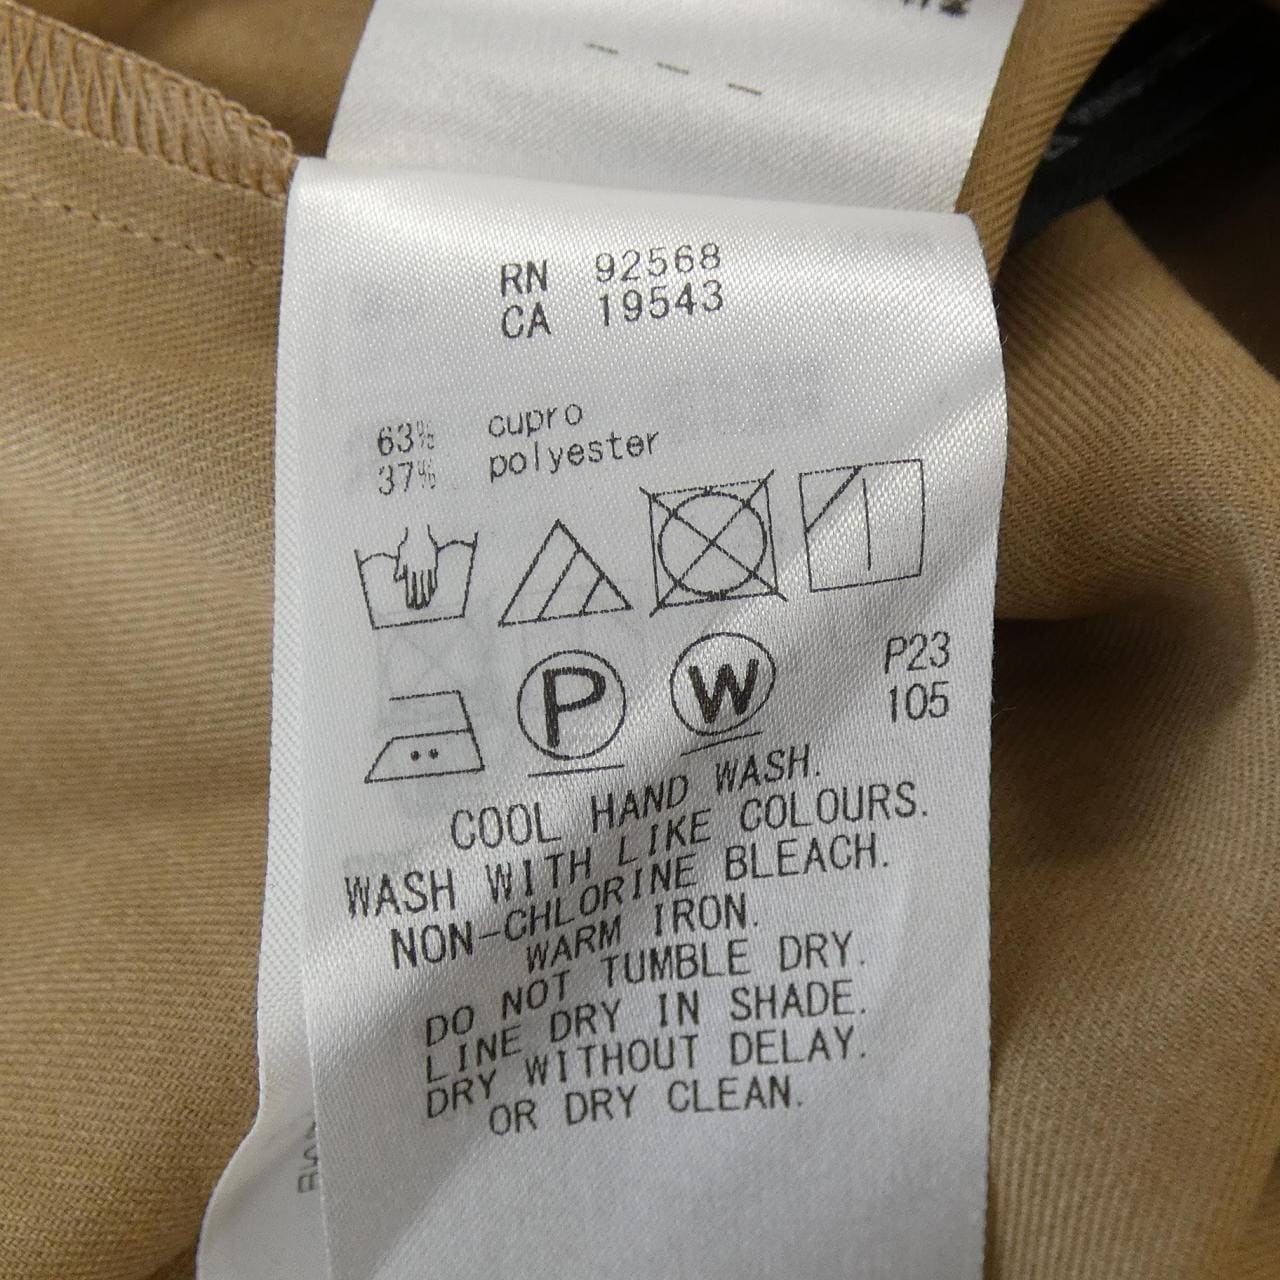 RN 92568
CA 19543
63% cupro
37% polyester
P
W
P23
105
COOL HAND WASH.
WASH WITH LIKE COLOURS.
NON-CHLORINE BLEACH.
WARM IRON.
DO NOT TUMBLE DRY.
LINE DRY IN SHADE.
DRY WITHOUT DELAY.
OR DRY CLEAN.